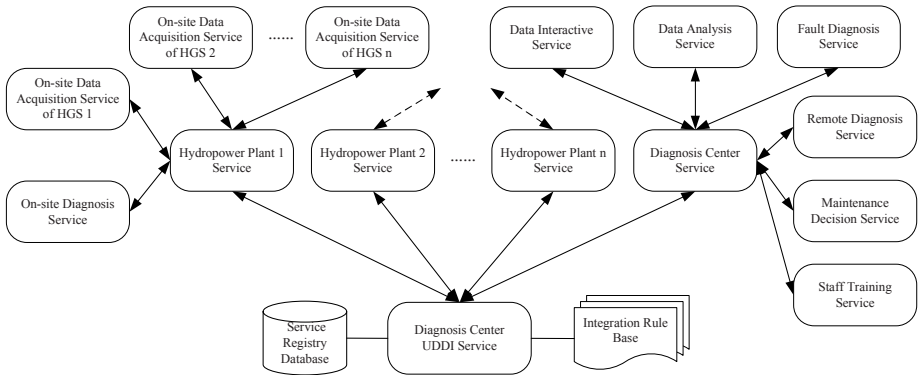 On-site Data
Acquisition Service
of HGS 2
......
On-site Data
Acquisition Service
of HGS n
Data Interactive
Service
Data Analysis
Service
Fault Diagnosis
Service
On-site Data
Acquisition Service
of HGS 1
Remote Diagnosis
Service
Hydropower Plant 1
Service
Hydropower Plant 2
Service
......
Hydropower Plant n
Service
Diagnosis Center
Service
On-site Diagnosis
Service
Maintenance
Decision Service
Staff Training
Service
Service
Registry
Database
Diagnosis Center
UDDI Service
Integration Rule
Base